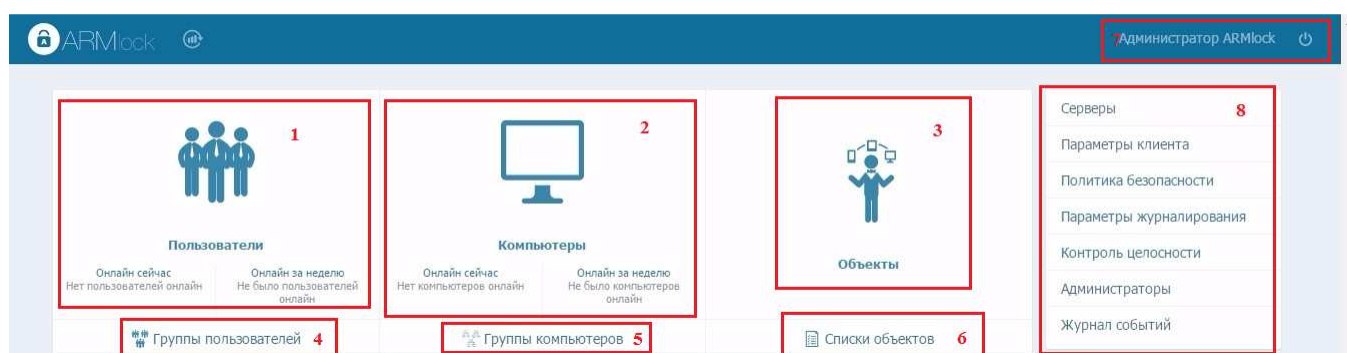 ARMlock
7Администратор ARMlock
1
2
3
Серверы 8
Параметры клиента
Политика безопасности
Параметры журналирования
Контроль целосности
Администраторы
Журнал событий
Пользователи
Онлайн сейчас
Нет пользователей онлайн
Онлайн за неделю
Не было пользователей
онлайн
Компьютеры
Онлайн сейчас
Нет компьютеров онлайн
Онлайн за неделю
Не было компьютеров
онлайн
Объекты
Группы пользователей 4
Группы компьютеров 5
Списки объектов 6